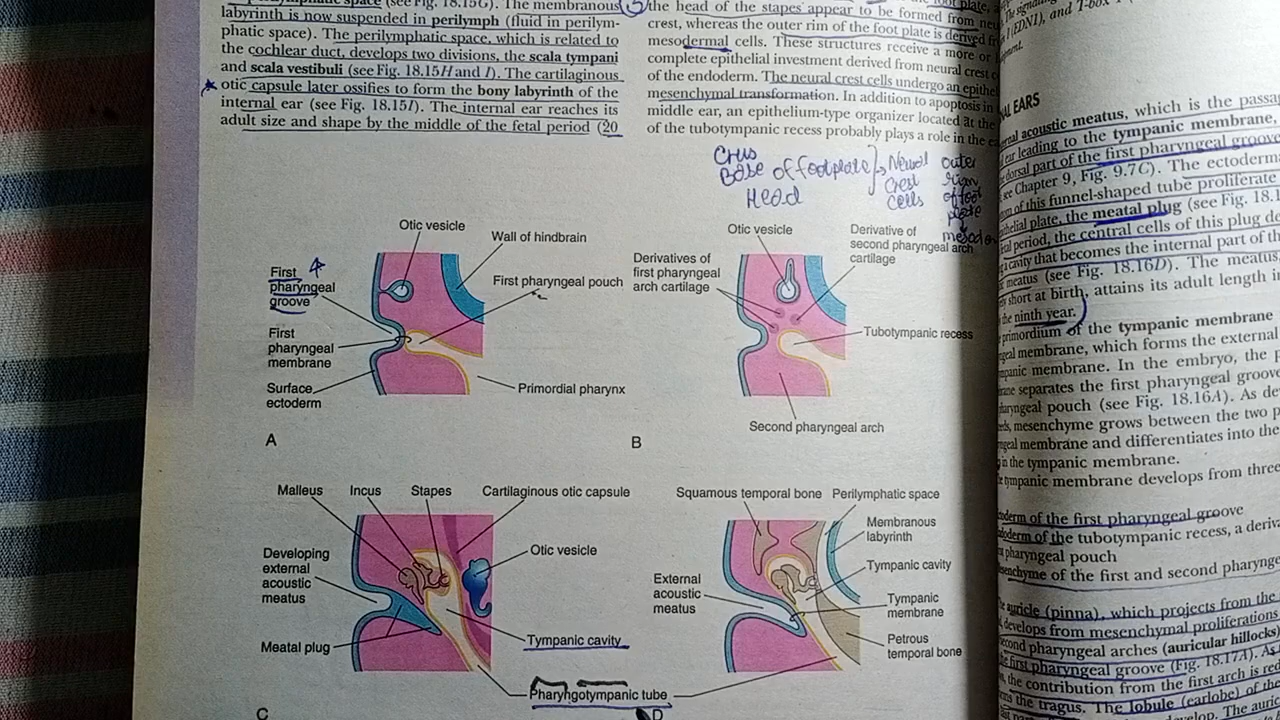 space (see Fig. 18.15G). The membranous
labyrinth is now suspended in perilymph (fluid in perilym-
phatic space). The perilymphatic space, which is related to
the cochlear duct, develops two divisions, the scala tympani
and scala vestibuli (see Fig. 18.15H and I). The cartilaginous
otic capsule later ossifies to form the bony labyrinth of the
internal ear (see Fig. 18.15I). The internal ear reaches its
adult size and shape by the middle of the fetal period (20
the head of the stapes appear to be formed from
crest, whereas the outer rim of the foot plate is derived
mesodermal cells. These structures receive a more or
complete epithelial investment derived from neural crest
of the endoderm. The neural crest cells undergo an
mesenchymal transformation. In addition to apoptosis in
middle ear, an epithelium-type organizer located at the
of the tubotympanic recess probably plays a role in the
Crus
Base of footplate
Head
Neural
Crest
Cells
outer
rim
of foot
plate
Otic vesicle
Wall of hindbrain
First
pharyngeal
groove
First pharyngeal pouch
First
pharyngeal
membrane
Surface
ectoderm
Primordial pharynx
A
Otic vesicle
Derivative of
second pharyngeal arch
cartilage
Derivatives of
first pharyngeal
arch cartilage
Tubotympanic recess
Second pharyngeal arch
B
Malleus
Incus
Stapes
Cartilaginous otic capsule
Developing
external
acoustic
meatus
Otic vesicle
Meatal plug
Tympanic cavity
Pharyngotympanic tube
C
Squamous temporal bone
Perilymphatic space
Membranous
labyrinth
Tympanic cavity
External
acoustic
meatus
Tympanic
membrane
Petrous
temporal bone
D
EARS
acoustic meatus, which is the
ear leading to the tympanic membrane,
dorsal part of the first pharyngeal groove
see Chapter 9, Fig. 9.7C). The ectoderm
of this funnel-shaped tube proliferate
plate, the meatal plug (see Fig.
period, the central cells of this plug
cavity that becomes the internal part of
meatus (see Fig. 18.16D). The meatus,
short at birth, attains its adult length
the ninth year.
primordium of the tympanic membrane
membrane, which forms the external
membrane. In the embryo, the
separates the first pharyngeal groove
pouch (see Fig. 18.16A). As
mesenchyme grows between the two
membrane and differentiates into the
in the tympanic membrane.
tympanic membrane develops from three
of the first pharyngeal groove
of the tubotympanic recess, a
pharyngeal pouch
of the first and second
auricle (pinna), which projects from the
develops from mesenchymal proliferations
pharyngeal arches (auricular hillocks)
first pharyngeal groove (Fig. 18.17A). As
the contribution from the first arch is
the tragus. The lobule (earlobe) of